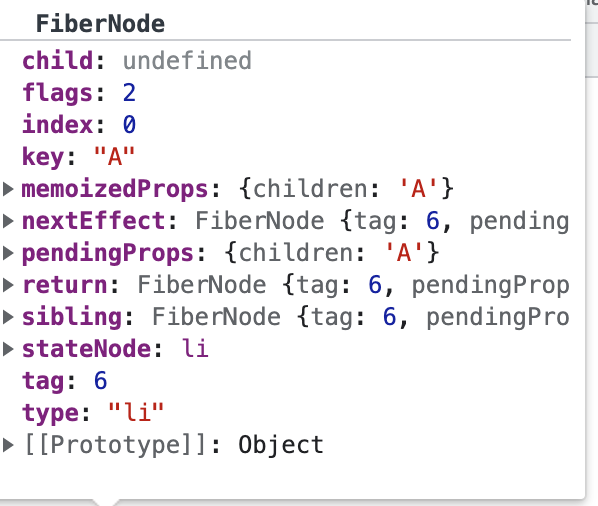 FiberNode
child: undefined
flags: 2
index: 0
key: "A"
memoizedProps: {children: 'A'}
nextEffect: FiberNode {tag: 6, pending
pendingProps: {children: 'A'}
return: FiberNode {tag: 6, pendingProp
sibling: FiberNode {tag: 6, pendingPro
stateNode: li
tag: 6
type: "li"
[[Prototype]]: Object